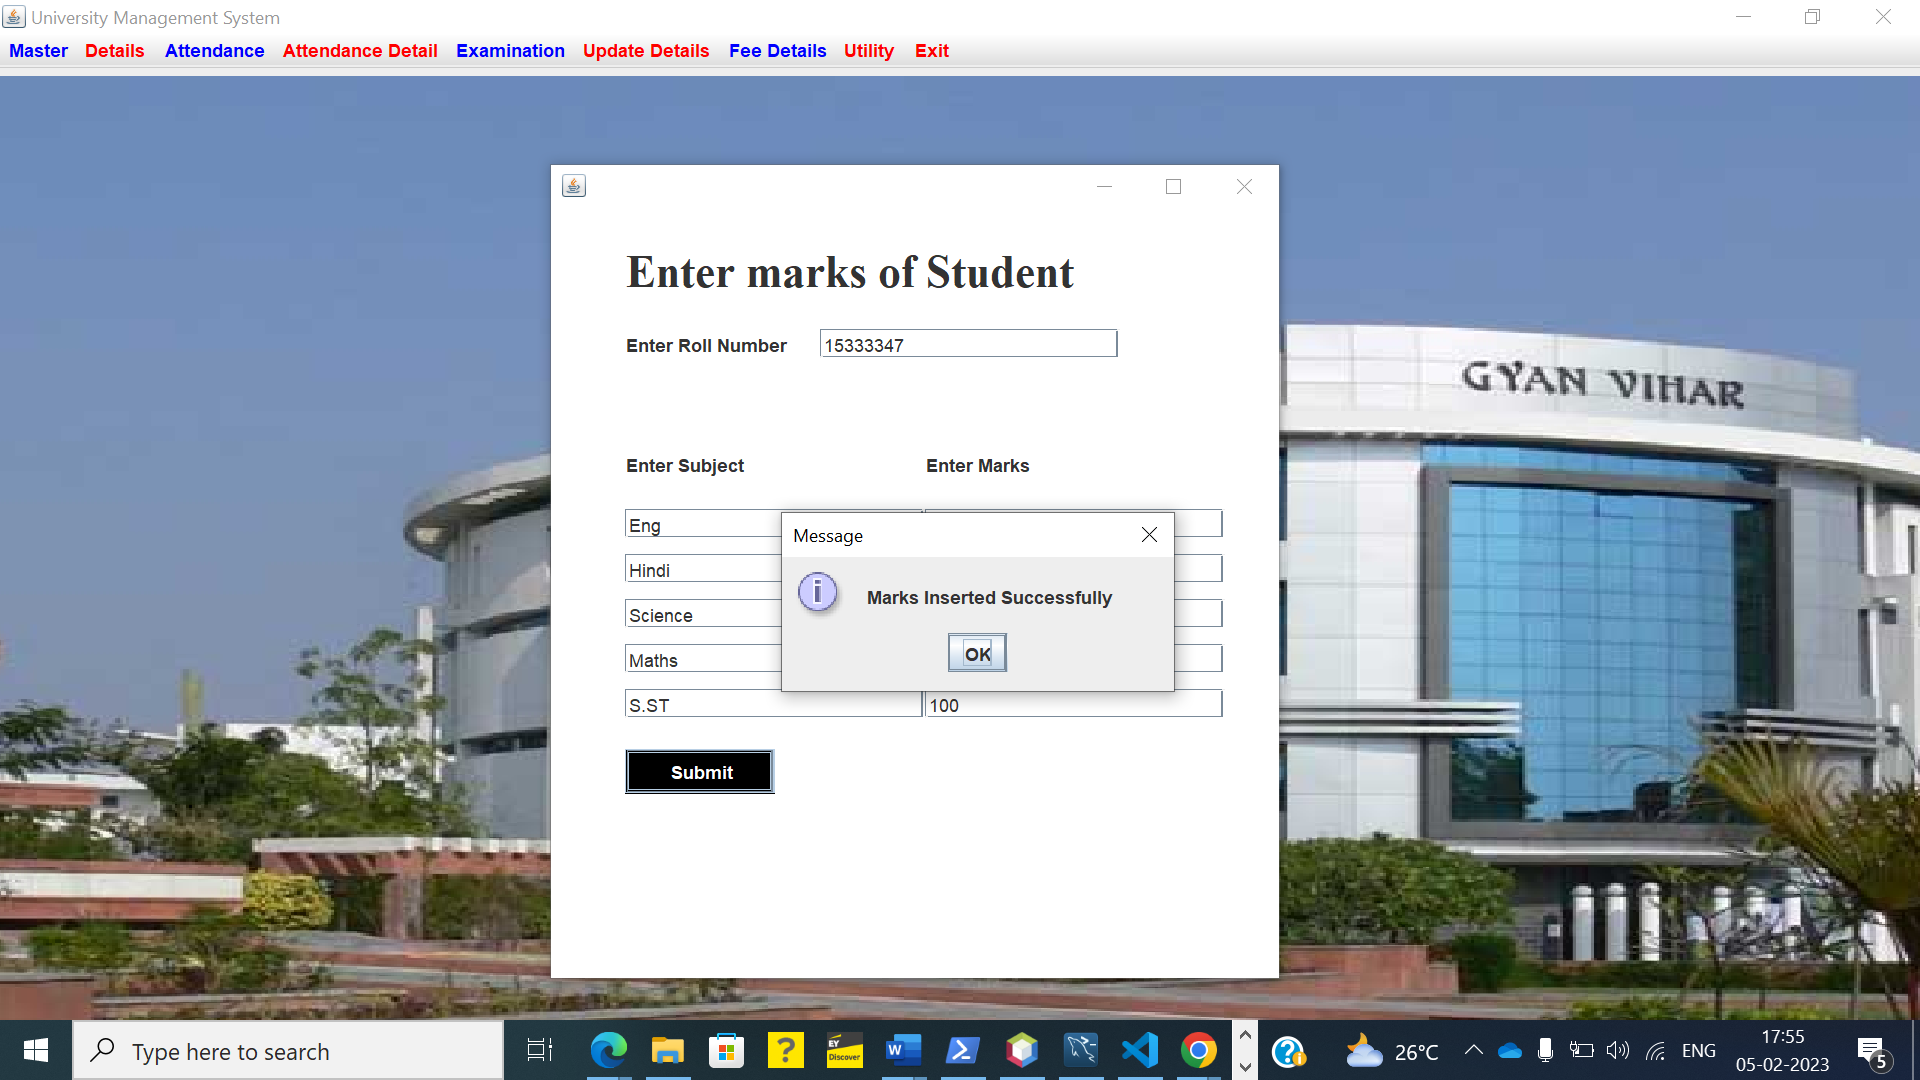 University Management System
Master Details Attendance Attendance Detail Examination Update Details Fee Details Utility Exit
Enter marks of Student
Enter Roll Number 15333347
GYAN VIHAR
Enter Subject Enter Marks
Eng
Message
Hindi
Marks Inserted Successfully
Science
OK
Maths
S.ST 100
Submit
Type here to search
EY
Discover
W
26°C
ENG
17:55
05-02-2023
5